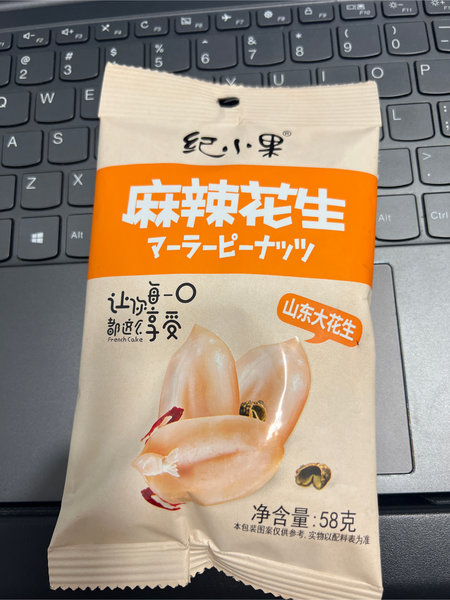 纪小果®
麻辣花生
マーラーピーナッツ
让你每一口
都这么享受
French Cake
山东大花生
净含量:58克
本包装图案仅供参考,实物以配料表为准